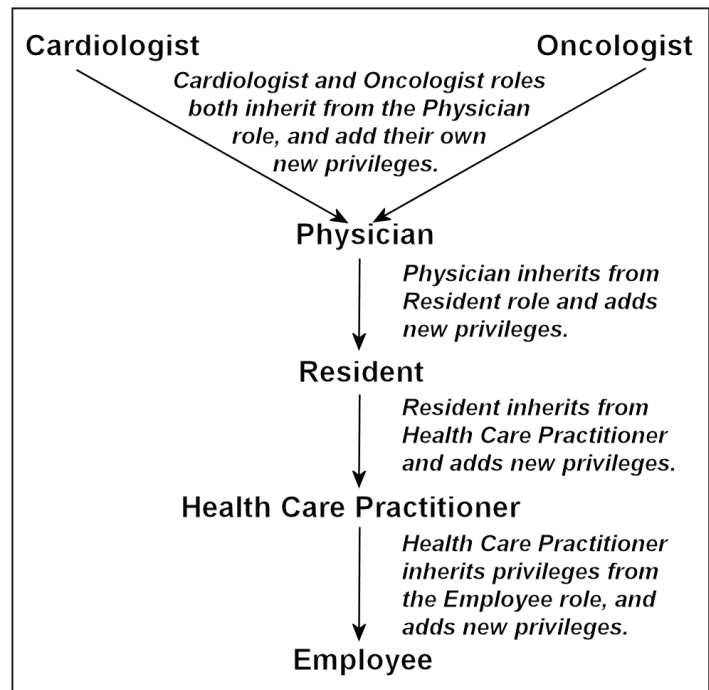 Cardiologist
Oncologist
Cardiologist and Oncologist roles
both inherit from the Physician
role, and add their own
new privileges.
Physician
Physician inherits from
Resident role and adds
new privileges.
Resident
Resident inherits from
Health Care Practitioner
and adds new privileges.
Health Care Practitioner
Health Care Practitioner
inherits privileges from
the Employee role, and
adds new privileges.
Employee